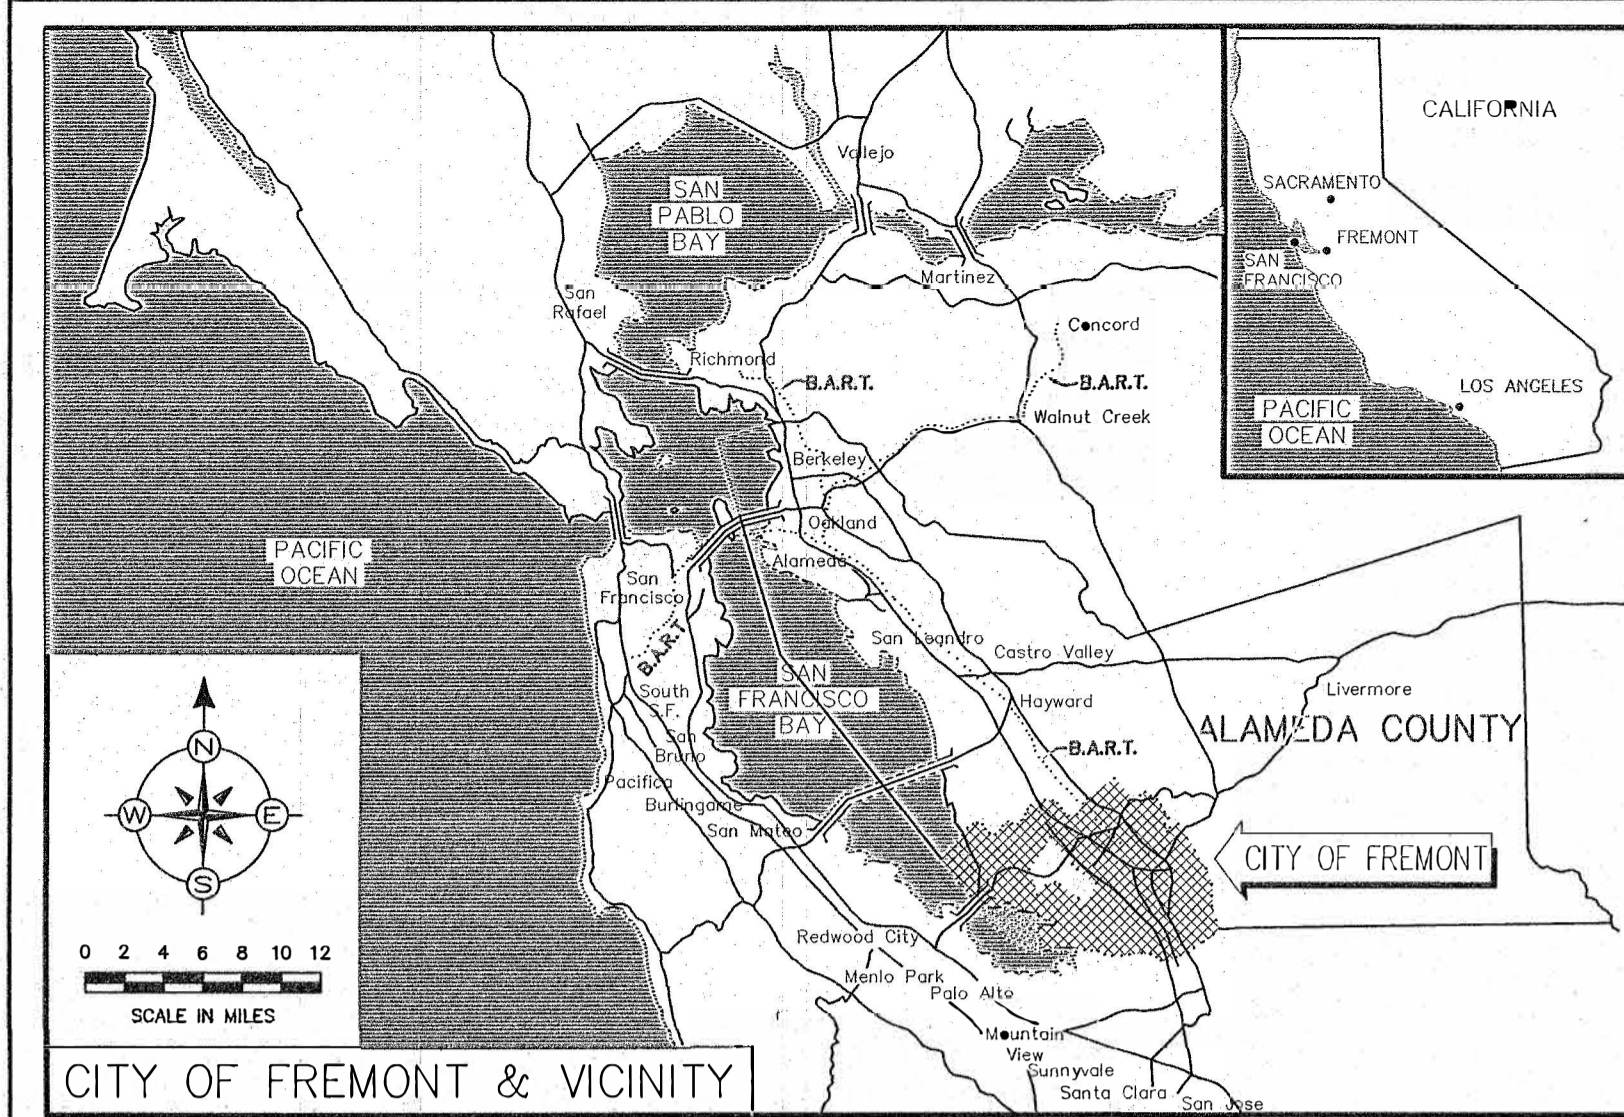 CALIFORNIA
SACRAMENTO
FREMONT
SAN
FRANCISCO
LOS ANGELES
PACIFIC
OCEAN
Vallejo
SAN
PABLO
BAY
Martinez
San
Rafael
Concord
Richmond
B.A.R.T.
B.A.R.T.
Walnut Creek
Berkeley
Oakland
PACIFIC
OCEAN
Alameda
San
Francisco
B.A.R.T
San Leandro
Castro Valley
SAN
FRANCISCO
BAY
South
S.F.
Livermore
Hayward
ALAMEDA COUNTY
San
Bruno
B.A.R.T.
Pacifica
Burlingame
San Mateo
CITY OF FREMONT
N
W
E
S
Redwood City
Menlo Park
Palo Alto
0 2 4 6 8 10 12
SCALE IN MILES
Mountain
View
Sunnyvale
Santa Clara
San Jose
CITY OF FREMONT & VICINITY